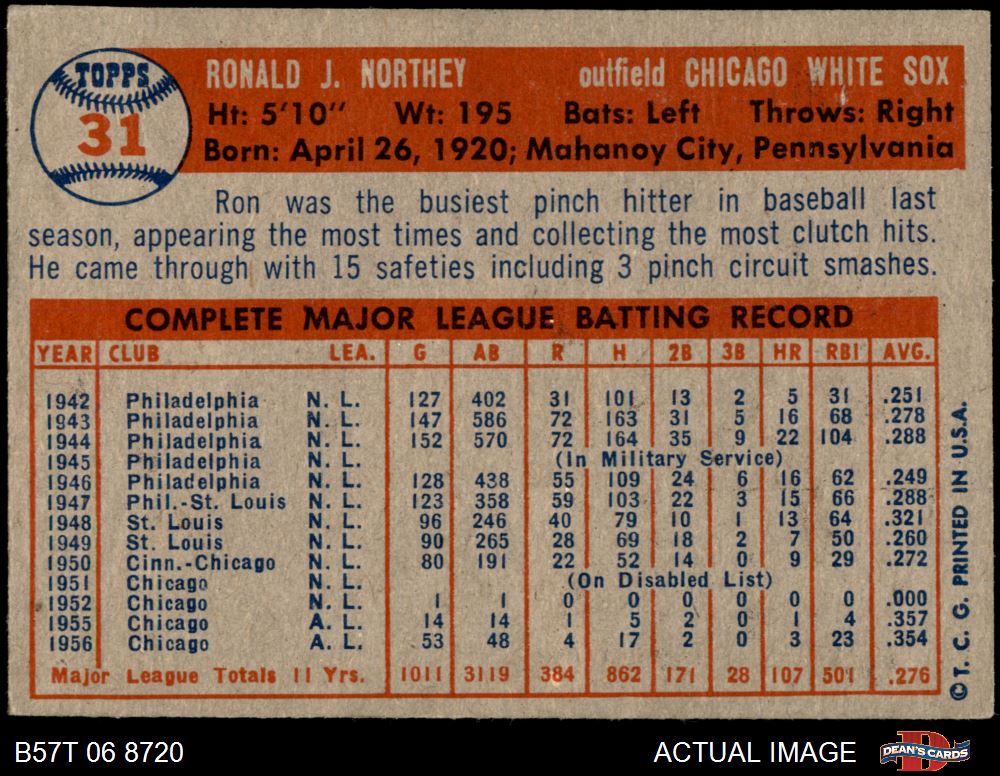 TOPPS
31
RONALD J. NORTHEY outfield CHICAGO WHITE SOX
Ht: 5'10" Wt: 195 Bats: Left Throws: Right
Born: April 26, 1920; Mahanoy City, Pennsylvania
Ron was the busiest pinch hitter in baseball last
season, appearing the most times and collecting the most clutch hits.
He came through with 15 safeties including 3 pinch circuit smashes.
COMPLETE MAJOR LEAGUE BATTING RECORD
YEAR CLUB LEA. G AB R H 2B 3B HR RBI AVG.
1942 Philadelphia N. L. 127 402 31 101 13 2 5 31 .251
1943 Philadelphia N. L. 147 586 72 163 31 5 16 68 .278
1944 Philadelphia N. L. 152 570 72 164 35 9 22 104 .288
1945 Philadelphia N. L. (In Military Service)
1946 Philadelphia N. L. 128 438 55 109 24 6 16 62 .249
1947 Phil.-St. Louis N. L. 123 358 59 103 22 3 15 66 .288
1948 St. Louis N. L. 96 246 40 79 10 1 13 64 .321
1949 St. Louis N. L. 90 265 28 69 18 2 7 50 .260
1950 Cinn.-Chicago N. L. 80 191 22 52 14 0 9 29 .272
1951 Chicago N. L. (On Disabled List)
1952 Chicago N. L. 1 1 0 0 0 0 0 0 .000
1955 Chicago A. L. 14 14 1 5 2 0 1 4 .357
1956 Chicago A. L. 53 48 4 17 2 0 3 23 .354
Major League Totals 11 Yrs. 1011 3119 384 862 171 28 107 501 .276
© T. C. G. PRINTED IN U.S.A.
B57T 06 8720 ACTUAL IMAGE
D
DEAN'S CARDS